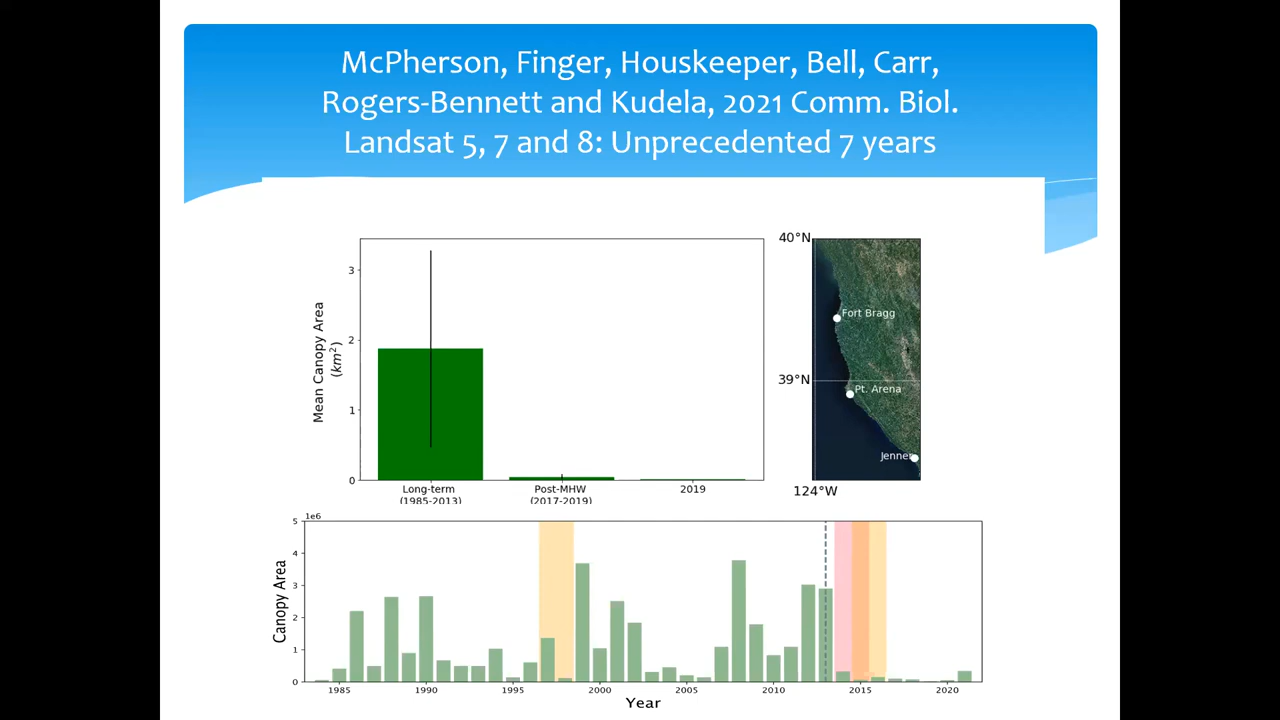 McPherson, Finger, Houskeeper, Bell, Carr,
Rogers-Bennett and Kudela, 2021 Comm. Biol.
Landsat 5, 7 and 8: Unprecedented 7 years
Mean Canopy Area
(km²)
3
2
1
0
Long-term
(1985-2013)
Post-MHW
(2017-2019)
2019
40°N
Fort Bragg
39°N
Pt. Arena
Jenner
124°W
1e6
Canopy Area
5
4
3
2
1
0
1985 1990 1995 2000 2005 2010 2015 2020
Year